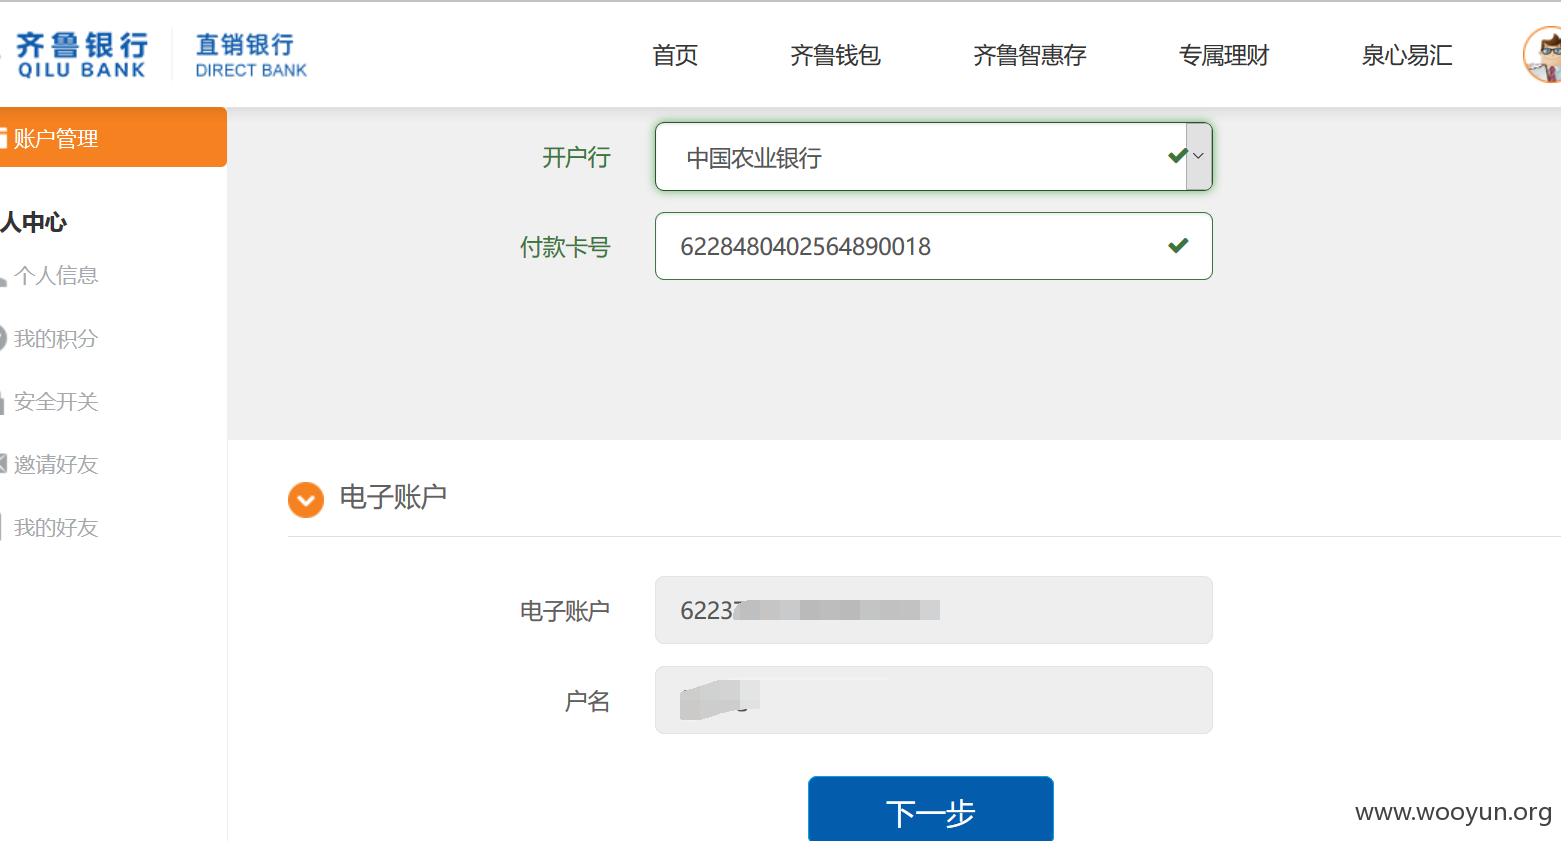 齐鲁银行 直销银行
QILU BANK DIRECT BANK
首页 齐鲁钱包 齐鲁智惠存 专属理财 泉心易汇
账户管理
人中心
个人信息
我的积分
安全开关
邀请好友
我的好友
开户行 中国农业银行
付款卡号 6228480402564890018
电子账户
电子账户 6223
户名
下一步
www.wooyun.org